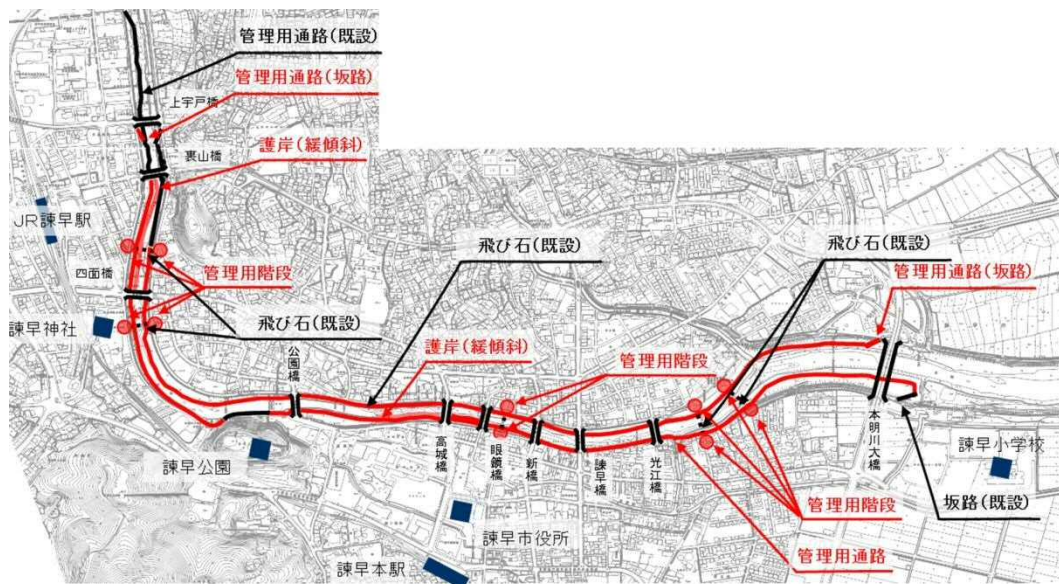 管理用通路(既設)
管理用通路(坂路)
上宇戸橋
護岸(緩傾斜)
裏山橋
JR諫早駅
四面橋
管理用階段
諫早神社
飛び石(既設)
公園橋
飛び石(既設)
飛び石(既設)
管理用通路(坂路)
護岸(緩傾斜)
管理用階段
諫早公園
高城橋
眼鏡橋
新橋
諫早橋
光江橋
本明川大橋
諫早小学校
管理用階段
坂路(既設)
諫早市役所
管理用通路
諫早本駅